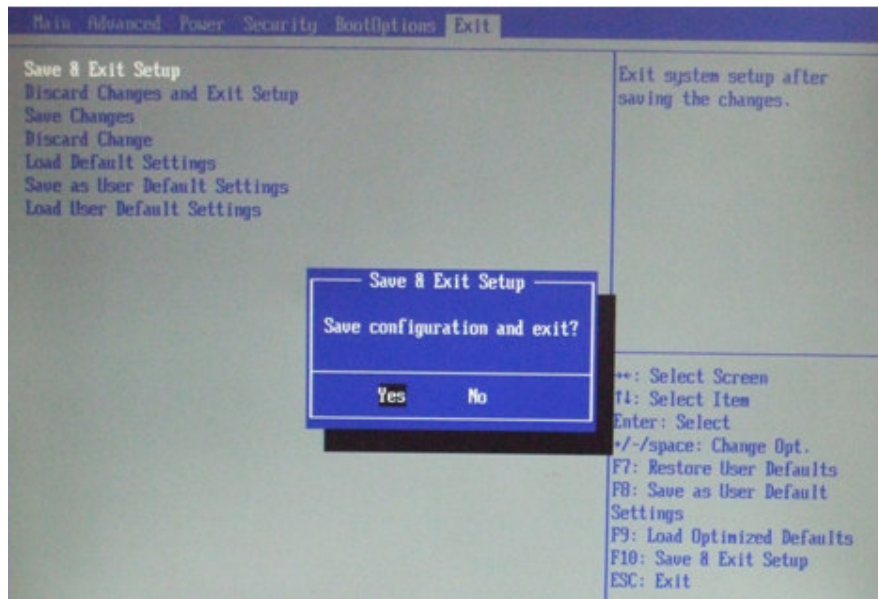 Main Advanced Power Security BootOptions Exit
Save & Exit Setup
Discard Changes and Exit Setup
Save Changes
Discard Change
Load Default Settings
Save as User Default Settings
Load User Default Settings
Exit system setup after
saving the changes.
Save & Exit Setup
Save configuration and exit?
Yes No
→←: Select Screen
↑↓: Select Item
Enter: Select
+/-/space: Change Opt.
F7: Restore User Defaults
F8: Save as User Default
Settings
F9: Load Optimized Defaults
F10: Save & Exit Setup
ESC: Exit